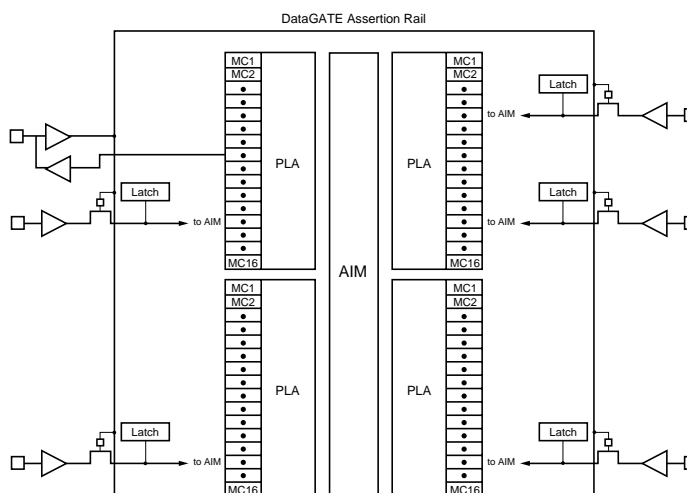 DataGATE Assertion Rail
MC1
MC2
PLA
MC16
MC1
MC2
PLA
MC16
AIM
PLA
MC1
MC2
MC16
PLA
MC1
MC2
MC16
Latch
to AIM
Latch
to AIM
Latch
to AIM
Latch
to AIM
Latch
to AIM